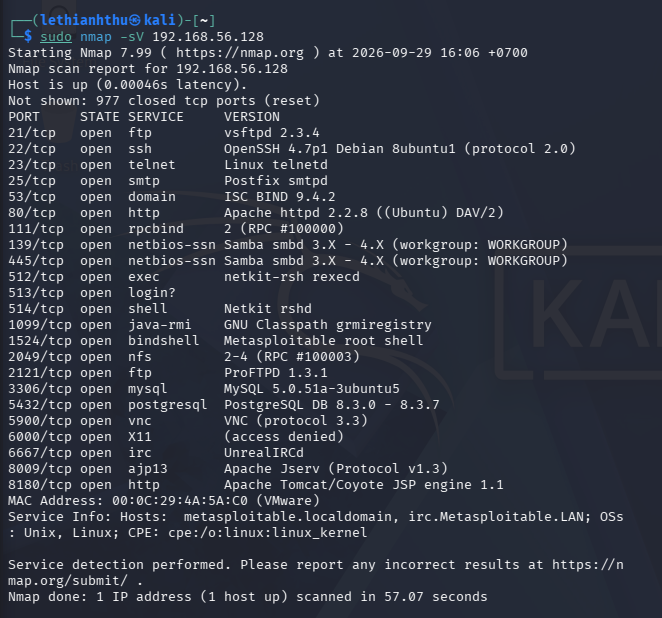 ┌──(lethianhthu㉿kali)-[~]
└─$ sudo nmap -sV 192.168.56.128
Starting Nmap 7.99 ( https://nmap.org ) at 2026-09-29 16:06 +0700
Nmap scan report for 192.168.56.128
Host is up (0.00046s latency).
Not shown: 977 closed tcp ports (reset)
PORT     STATE SERVICE     VERSION
21/tcp   open  ftp         vsftpd 2.3.4
22/tcp   open  ssh         OpenSSH 4.7p1 Debian 8ubuntu1 (protocol 2.0)
23/tcp   open  telnet      Linux telnetd
25/tcp   open  smtp        Postfix smtpd
53/tcp   open  domain      ISC BIND 9.4.2
80/tcp   open  http        Apache httpd 2.2.8 ((Ubuntu) DAV/2)
111/tcp  open  rpcbind     2 (RPC #100000)
139/tcp  open  netbios-ssn Samba smbd 3.X - 4.X (workgroup: WORKGROUP)
445/tcp  open  netbios-ssn Samba smbd 3.X - 4.X (workgroup: WORKGROUP)
512/tcp  open  exec        netkit-rsh rexecd
513/tcp  open  login?
514/tcp  open  shell       Netkit rshd
1099/tcp open  java-rmi    GNU Classpath grmiregistry
1524/tcp open  bindshell   Metasploitable root shell
2049/tcp open  nfs         2-4 (RPC #100003)
2121/tcp open  ftp         ProFTPD 1.3.1
3306/tcp open  mysql       MySQL 5.0.51a-3ubuntu5
5432/tcp open  postgresql  PostgreSQL DB 8.3.0 - 8.3.7
5900/tcp open  vnc         VNC (protocol 3.3)
6000/tcp open  X11         (access denied)
6667/tcp open  irc         UnrealIRCd
8009/tcp open  ajp13       Apache Jserv (Protocol v1.3)
8180/tcp open  http        Apache Tomcat/Coyote JSP engine 1.1
MAC Address: 00:0C:29:4A:5A:C0 (VMware)
Service Info: Hosts:  metasploitable.localdomain, irc.Metasploitable.LAN; OSs
: Unix, Linux; CPE: cpe:/o:linux:linux_kernel

Service detection performed. Please report any incorrect results at https://n
map.org/submit/ .
Nmap done: 1 IP address (1 host up) scanned in 57.07 seconds
KA